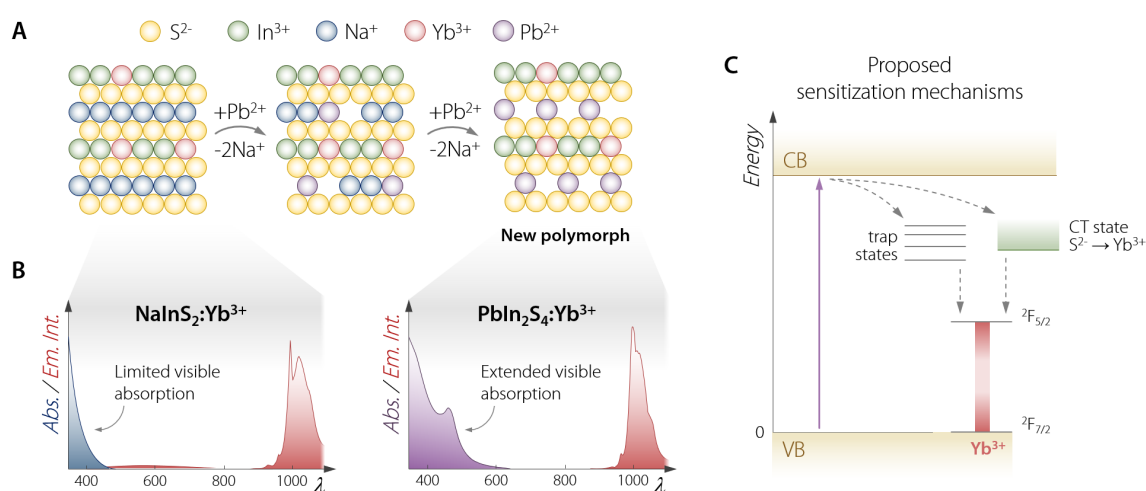 A
S²⁻ In³⁺ Na⁺ Yb³⁺ Pb²⁺
+Pb²⁺
-2Na⁺
+Pb²⁺
-2Na⁺
New polymorph
B
NaInS₂:Yb³⁺
Limited visible
absorption
Abs. / Em. Int.
400 600 800 1000 λ
PbIn₂S₄:Yb³⁺
Extended visible
absorption
Abs. / Em. Int.
400 600 800 1000 λ
C
Proposed
sensitization mechanisms
Energy
CB
trap
states
CT state
S²⁻ → Yb³⁺
²F₅/₂
0
²F₇/₂
VB
Yb³⁺